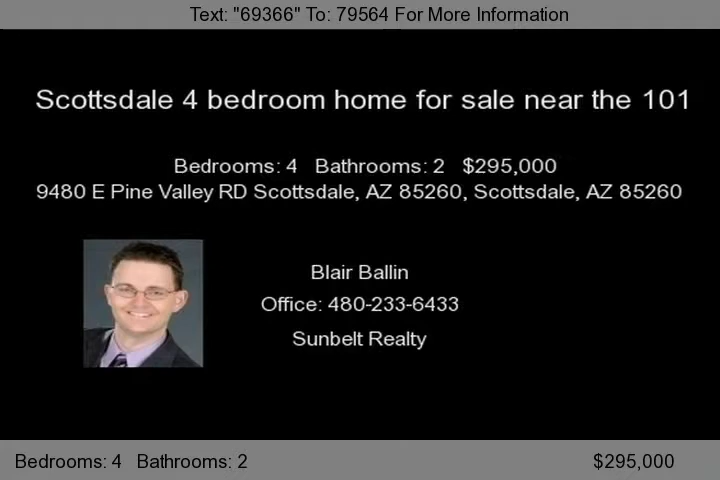 Text: "69366" To: 79564 For More Information
Scottsdale 4 bedroom home for sale near the 101
Bedrooms: 4 Bathrooms: 2 $295,000
9480 E Pine Valley RD Scottsdale, AZ 85260, Scottsdale, AZ 85260
Blair Ballin
Office: 480-233-6433
Sunbelt Realty
Bedrooms: 4 Bathrooms: 2 $295,000